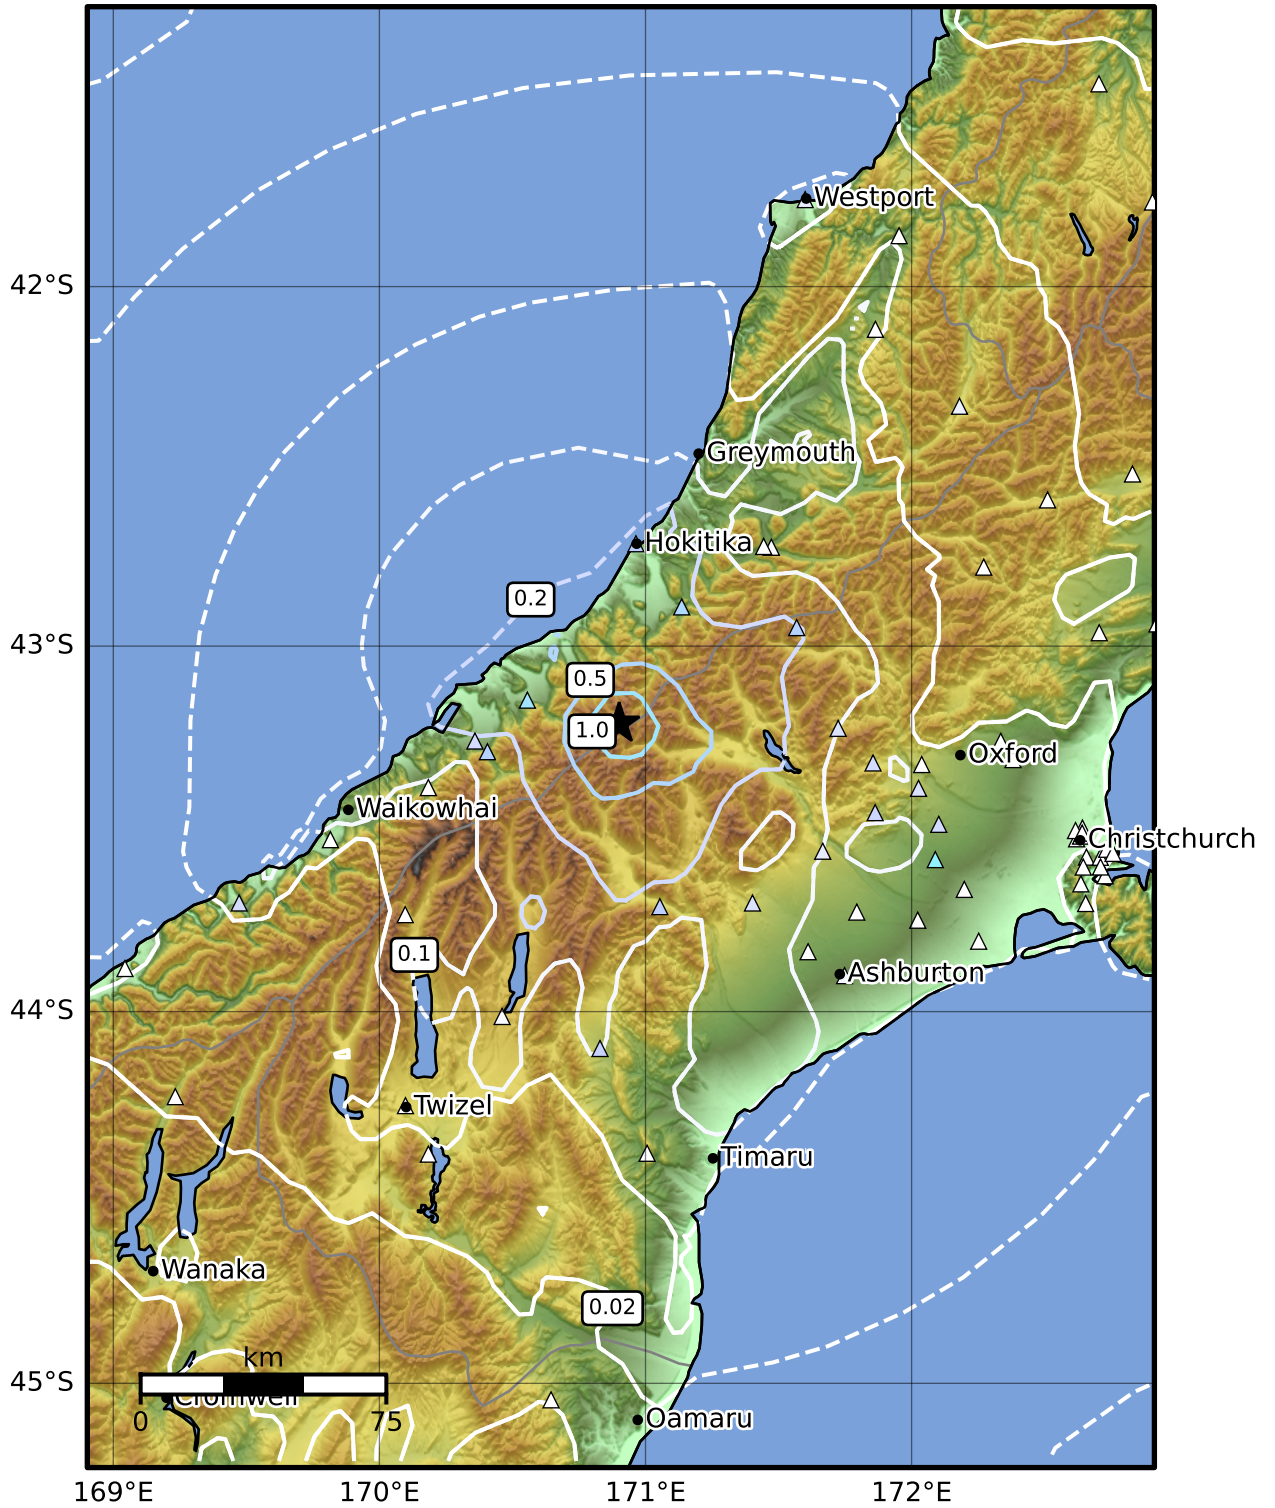 Westport
42°S
Greymouth
Hokitika
0.2
43°S
0.5
1.0
Oxford
Waikowhai
Christchurch
0.1
Ashburton
44°S
Twizel
Timaru
Wanaka
0.02
km
45°S
Cromwell
0
75
Oamaru
169°E
170°E
171°E
172°E